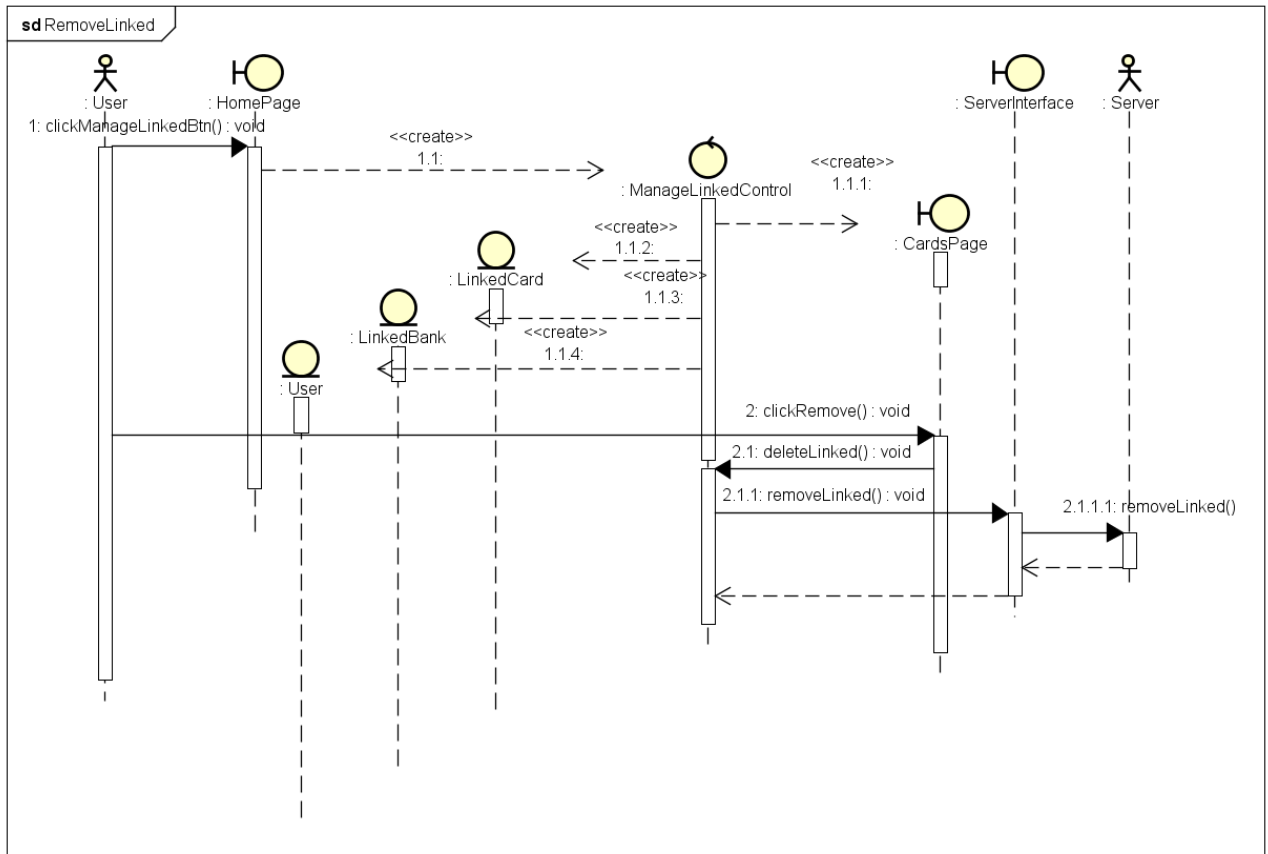 sd RemoveLinked
: User
: HomePage
: ServerInterface
: Server
1: clickManageLinkedBtn() : void
<<create>>
1.1:
<<create>>
1.1.1:
: ManageLinkedControl
<<create>>
1.1.2:
: CardsPage
<<create>>
1.1.3:
: LinkedCard
<<create>>
1.1.4:
: LinkedBank
: User
2: clickRemove() : void
2.1: deleteLinked() : void
2.1.1: removeLinked() : void
2.1.1.1: removeLinked()